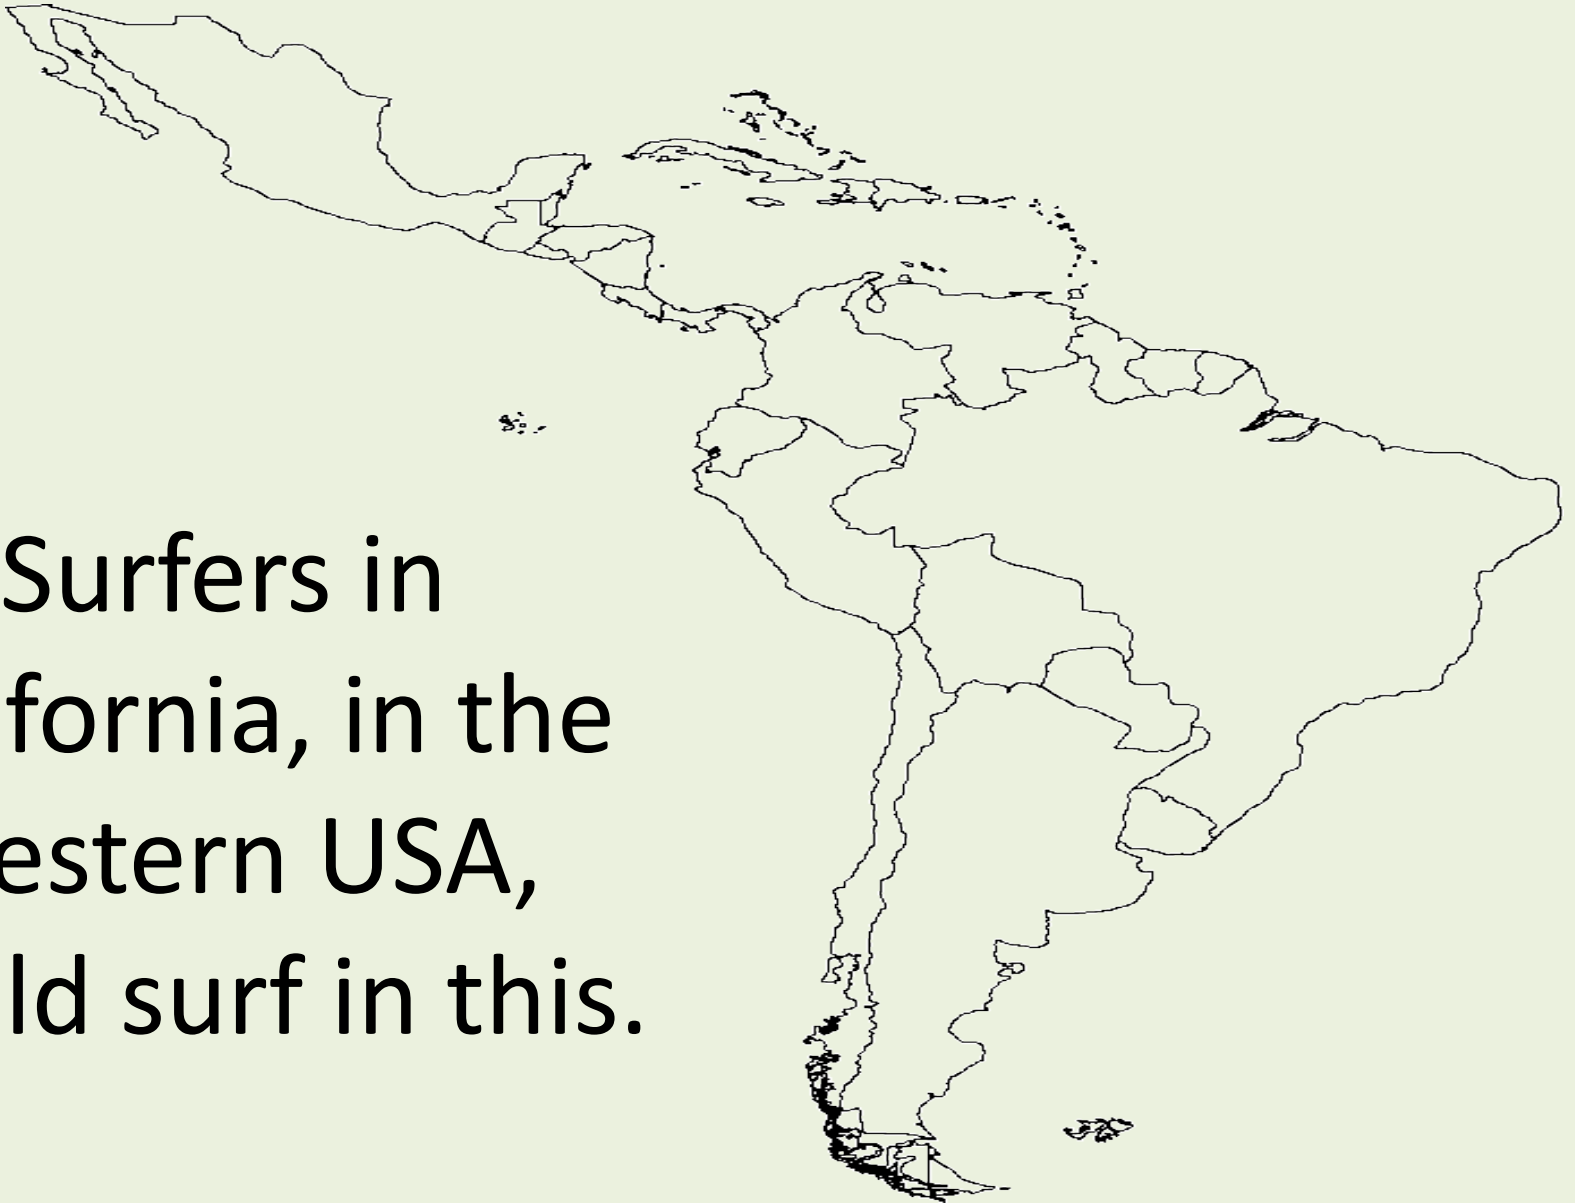 Surfers in
fornia, in the
estern USA,
ld surf in this.